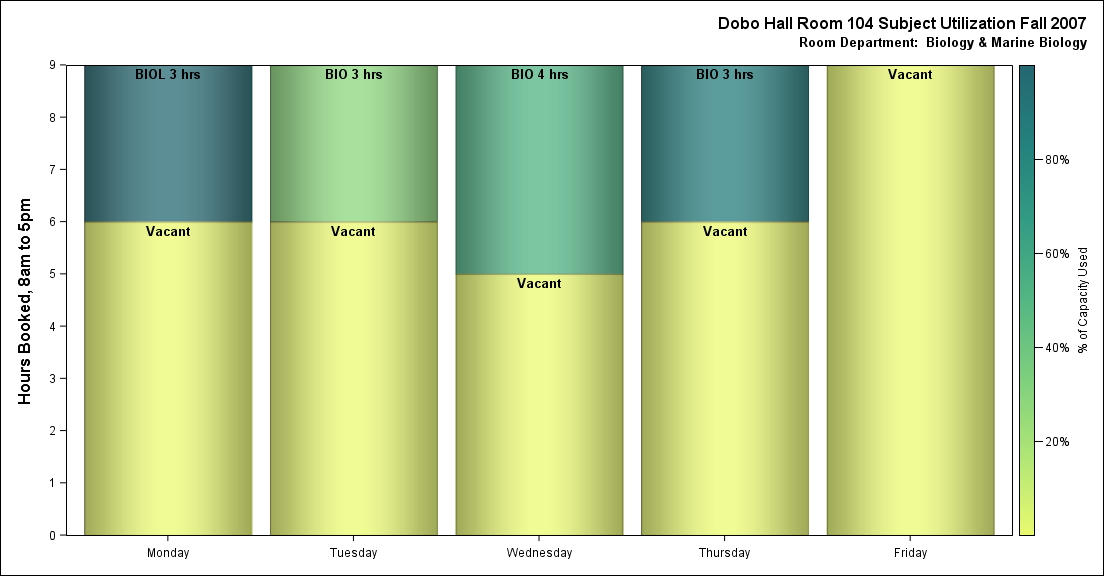 Dobo Hall Room 104 Subject Utilization Fall 2007
Room Department: Biology & Marine Biology
Hours Booked, 8am to 5pm
9
8
7
6
5
4
3
2
1
0
BIOL 3 hrs
Vacant
BIO 3 hrs
Vacant
BIO 4 hrs
Vacant
BIO 3 hrs
Vacant
Vacant
Monday
Tuesday
Wednesday
Thursday
Friday
80%
60%
40%
20%
% of Capacity Used